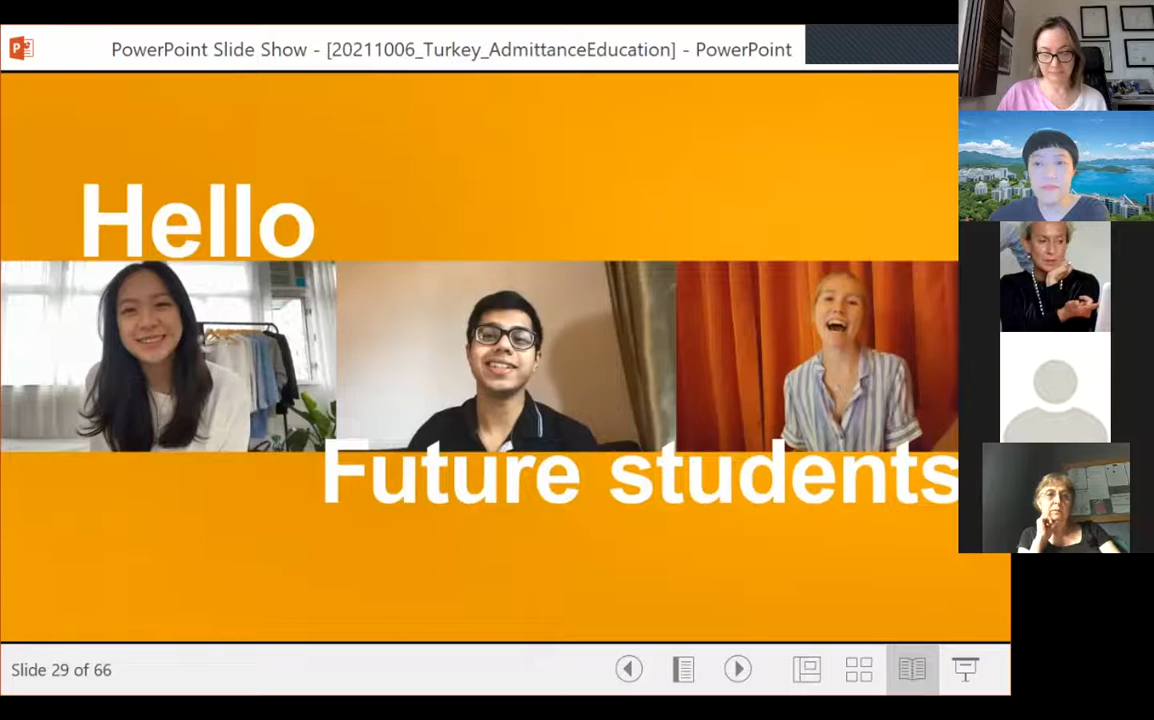 PowerPoint Slide Show - [20211006_Turkey_AdmittanceEducation] - PowerPoint
Hello
Future students
Slide 29 of 66